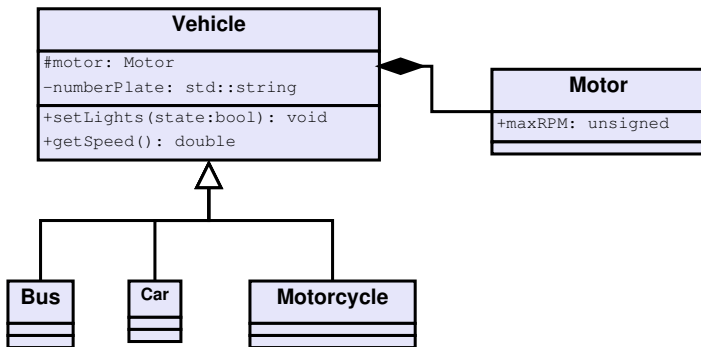 Vehicle
#motor: Motor
-numberPlate: std::string
+setLights(state:bool): void
+getSpeed(): double
Motor
+maxRPM: unsigned
Bus
Car
Motorcycle